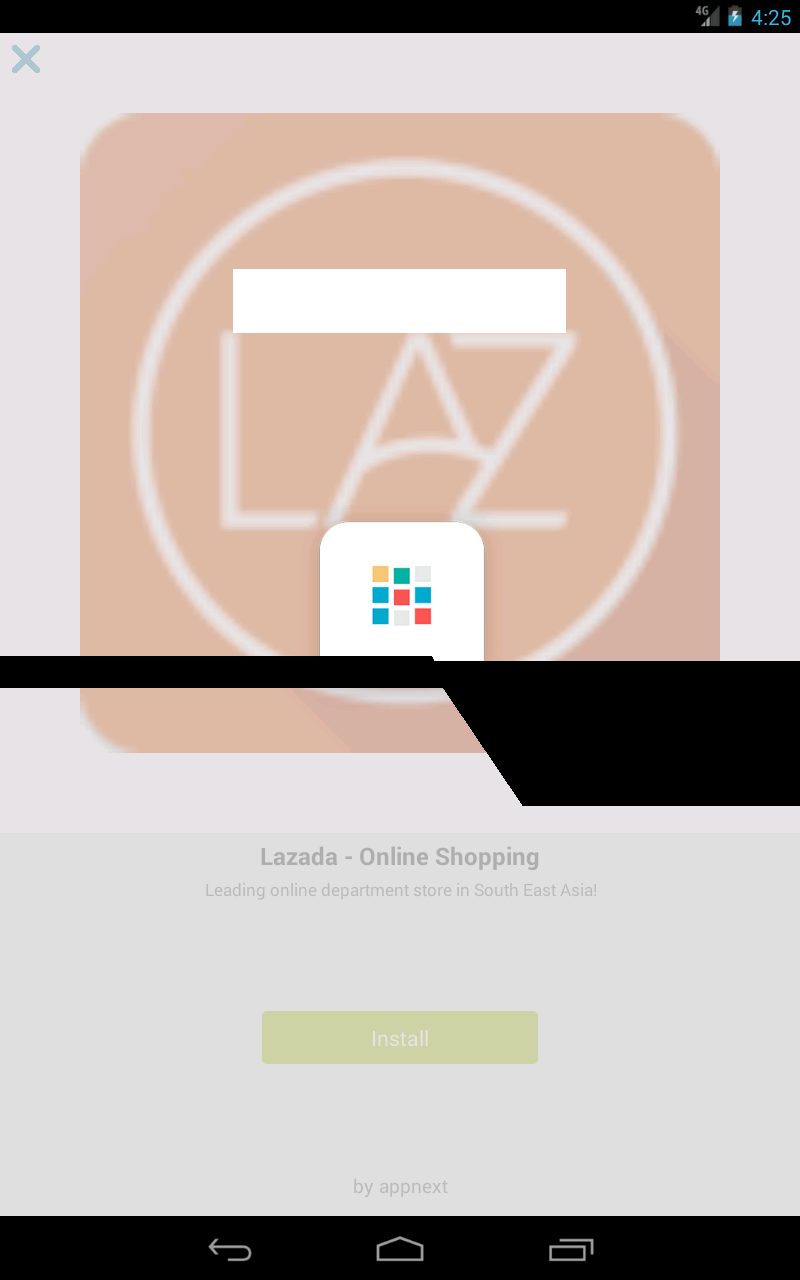 4G
4:25
LAZ
Lazada - Online Shopping
Leading online department store in South East Asia!
Install
by appnext